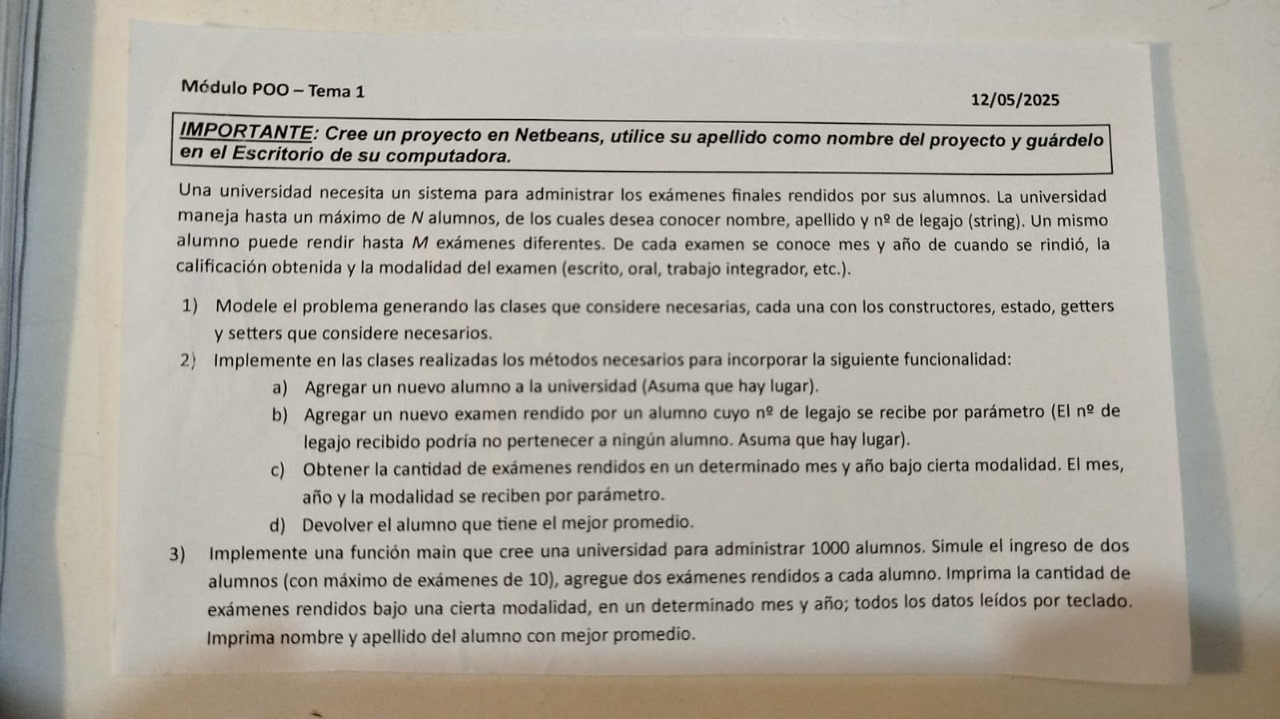 Módulo POO – Tema 1
12/05/2025
IMPORTANTE: Cree un proyecto en Netbeans, utilice su apellido como nombre del proyecto y guárdelo
en el Escritorio de su computadora.
Una universidad necesita un sistema para administrar los exámenes finales rendidos por sus alumnos. La universidad
maneja hasta un máximo de N alumnos, de los cuales desea conocer nombre, apellido y nº de legajo (string). Un mismo
alumno puede rendir hasta M exámenes diferentes. De cada examen se conoce mes y año de cuando se rindió, la
calificación obtenida y la modalidad del examen (escrito, oral, trabajo integrador, etc.).
1) Modele el problema generando las clases que considere necesarias, cada una con los constructores, estado, getters
y setters que considere necesarios.
2) Implemente en las clases realizadas los métodos necesarios para incorporar la siguiente funcionalidad:
a) Agregar un nuevo alumno a la universidad (Asuma que hay lugar).
b) Agregar un nuevo examen rendido por un alumno cuyo nº de legajo se recibe por parámetro (El nº de
legajo recibido podría no pertenecer a ningún alumno. Asuma que hay lugar).
c) Obtener la cantidad de exámenes rendidos en un determinado mes y año bajo cierta modalidad. El mes,
año y la modalidad se reciben por parámetro.
d) Devolver el alumno que tiene el mejor promedio.
3) Implemente una función main que cree una universidad para administrar 1000 alumnos. Simule el ingreso de dos
alumnos (con máximo de exámenes de 10), agregue dos exámenes rendidos a cada alumno. Imprima la cantidad de
exámenes rendidos bajo una cierta modalidad, en un determinado mes y año; todos los datos leídos por teclado.
Imprima nombre y apellido del alumno con mejor promedio.